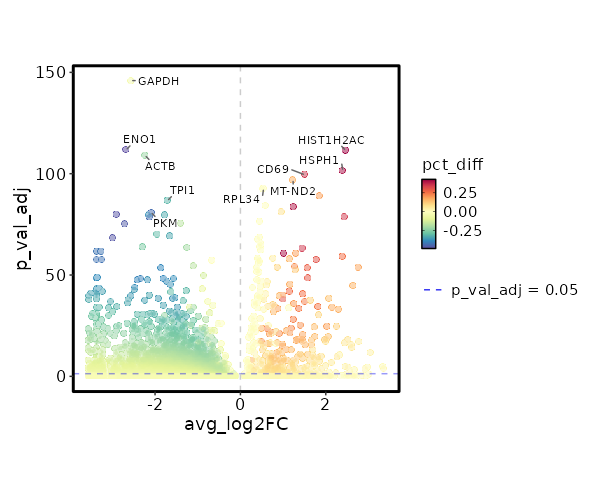 150
100
50
0
p_val_adj
-2
0
2
avg_log2FC
GAPDH
ENO1
ACTB
TPI1
PKM
HIST1H2AC
HSPH1
CD69
MT-ND2
RPL34
pct_diff
0.25
0.00
-0.25
p_val_adj = 0.05